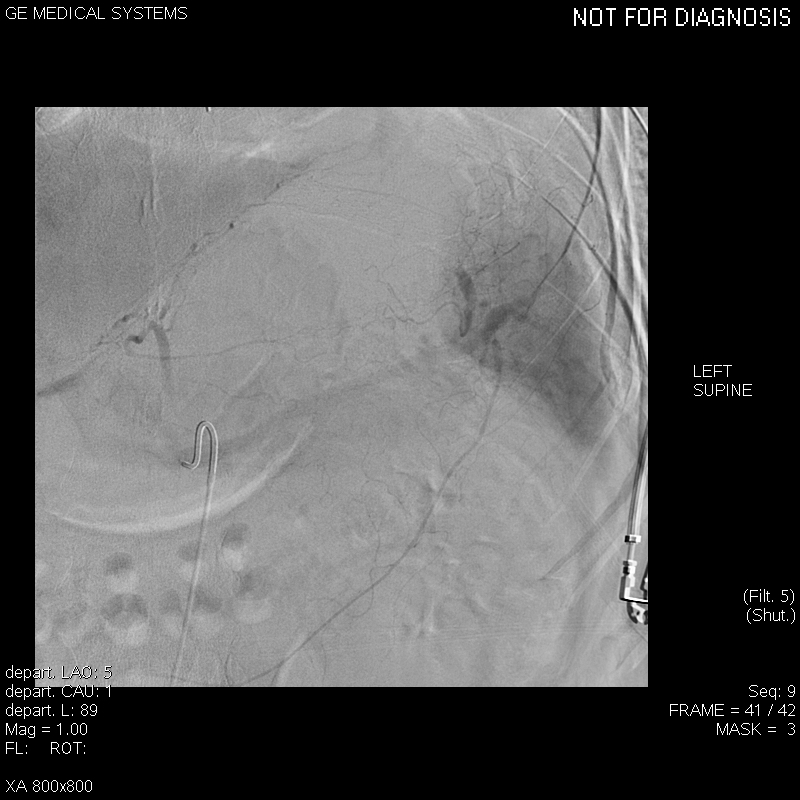 GE MEDICAL SYSTEMS
NOT FOR DIAGNOSIS
LEFT
SUPINE
(Filt. 5)
(Shut.)
depart. LAO: 5
depart. CAU: 1
depart. L: 89
Mag = 1.00
FL: ROT:
Seq: 9
FRAME = 41 / 42
MASK = 3
XA 800x800